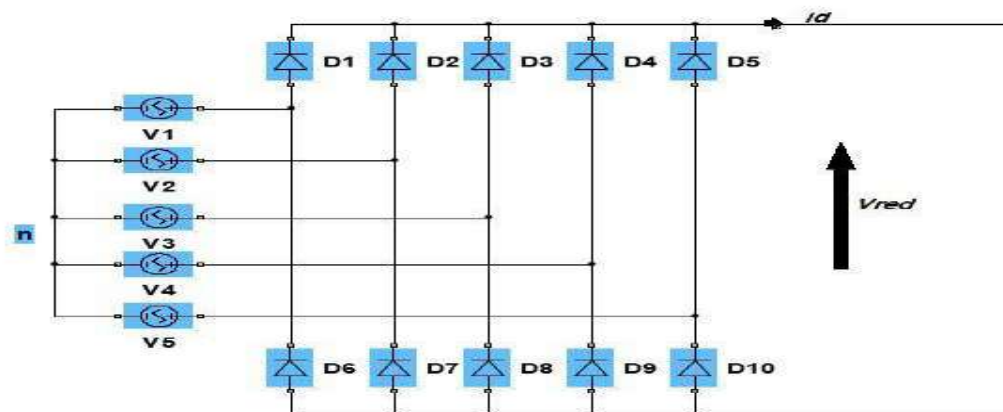 Id
D1 D2 D3 D4 D5
V1
V2
Vred
V3
n
V4
V5
D6 D7 D8 D9 D10